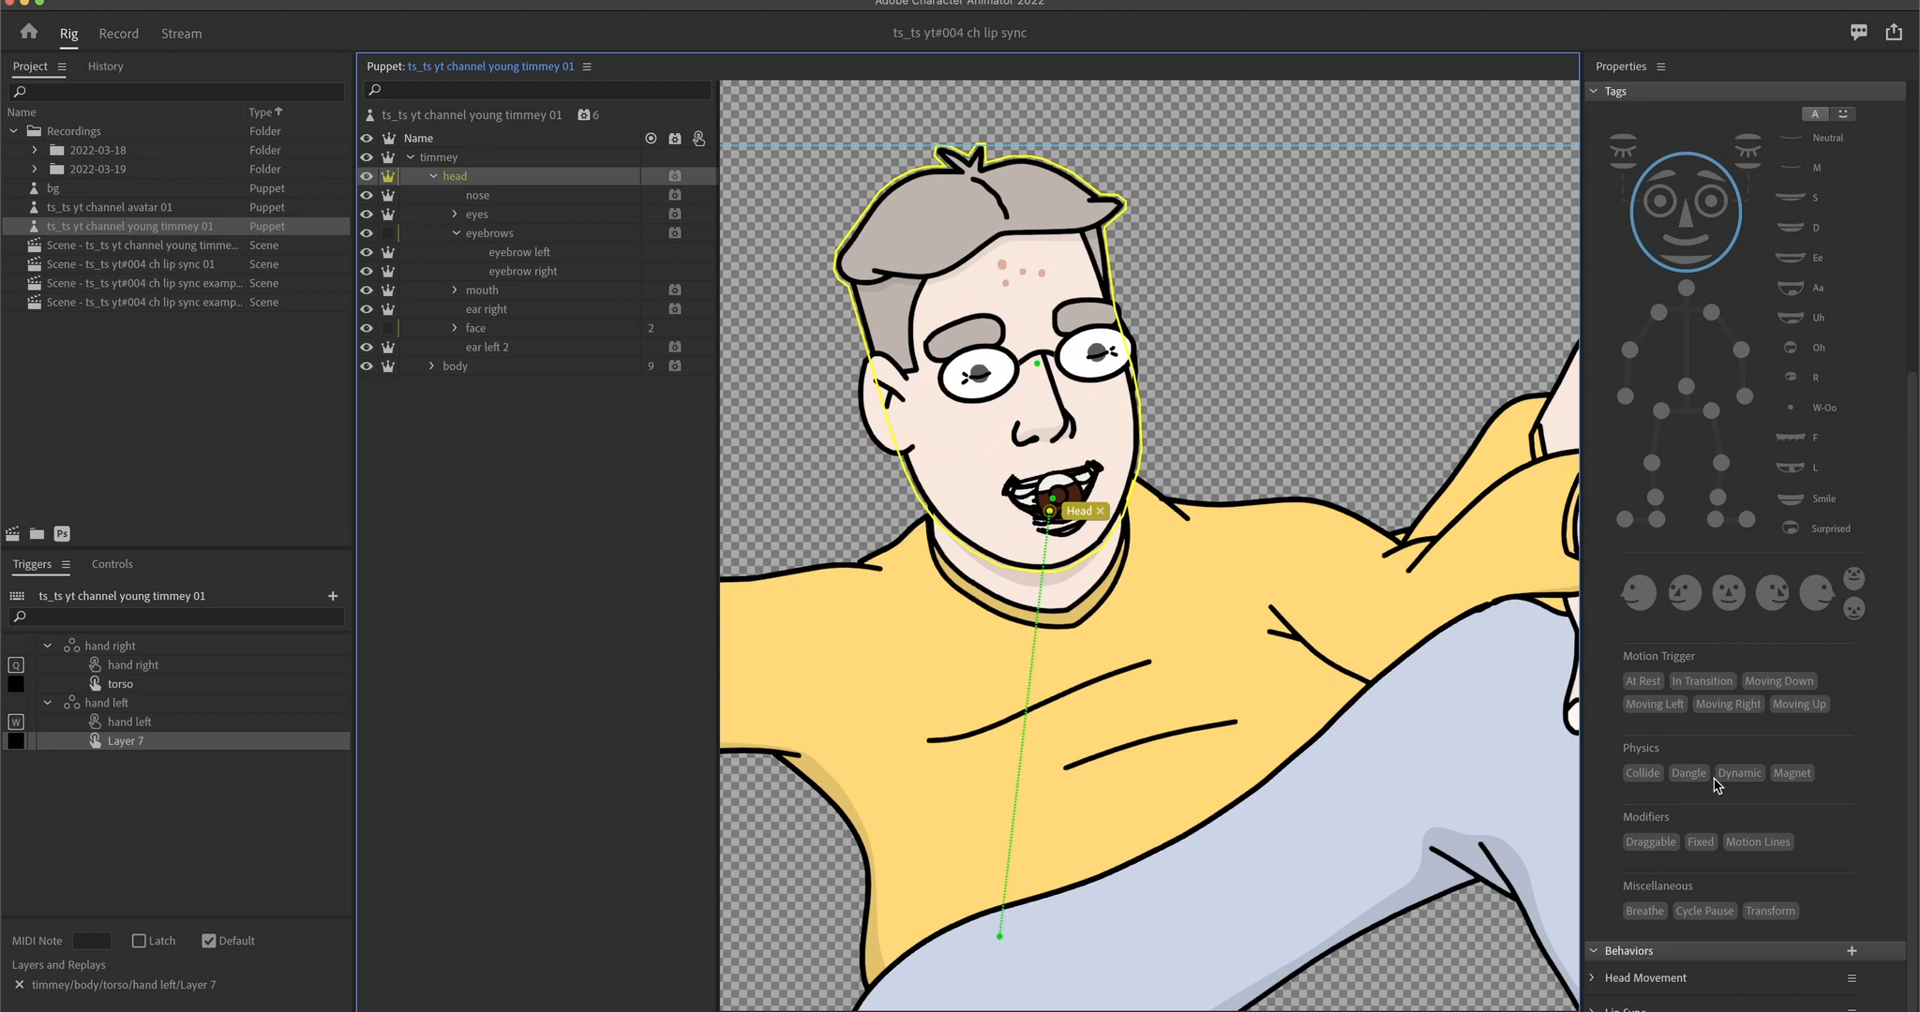 Adobe Character Animator 2022
Rig
Record
Stream
ts_ts yt#004 ch lip sync
Project
History
Name
Type
Recordings
Folder
2022-03-18
Folder
2022-03-19
Folder
bg
Puppet
ts_ts yt channel avatar 01
Puppet
ts_ts yt channel young timmey 01
Puppet
Scene - ts_ts yt channel young timme...
Scene
Scene - ts_ts yt#004 ch lip sync 01
Scene
Scene - ts_ts yt#004 ch lip sync examp...
Scene
Scene - ts_ts yt#004 ch lip sync examp...
Scene
Ps
Triggers
Controls
ts_ts yt channel young timmey 01
hand right
Q
hand right
torso
hand left
W
hand left
Layer 7
MIDI Note
Latch
Default
Layers and Replays
timmey/body/torso/hand left/Layer 7
Puppet: ts_ts yt channel young timmey 01
ts_ts yt channel young timmey 01
6
Name
timmey
head
nose
eyes
eyebrows
eyebrow left
eyebrow right
mouth
ear right
face
2
ear left 2
body
9
Head
Properties
Tags
A
Neutral
M
S
D
Ee
Aa
Uh
Oh
R
W-Oo
F
L
Smile
Surprised
Motion Trigger
At Rest
In Transition
Moving Down
Moving Left
Moving Right
Moving Up
Physics
Collide
Dangle
Dynamic
Magnet
Modifiers
Draggable
Fixed
Motion Lines
Miscellaneous
Breathe
Cycle Pause
Transform
Behaviors
Head Movement
Lip Sync